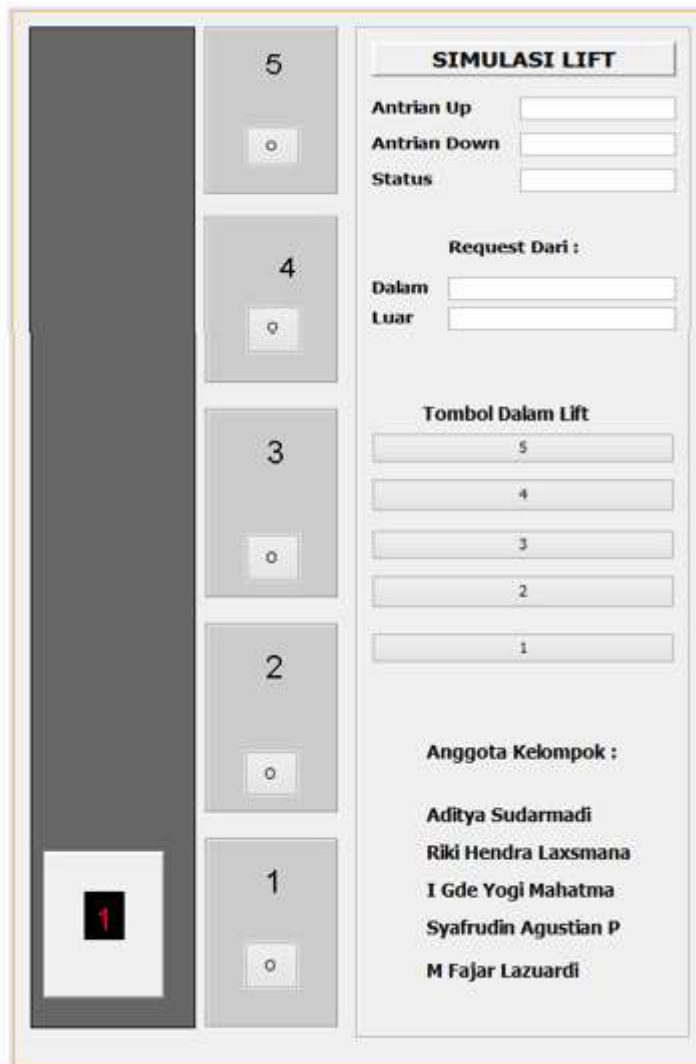 5
o
4
o
3
o
2
o
1
o
1
SIMULASI LIFT
Antrian Up
Antrian Down
Status
Request Dari :
Dalam
Luar
Tombol Dalam Lift
5
4
3
2
1
Anggota Kelompok :
Aditya Sudarmadi
Riki Hendra Laxsmana
I Gde Yogi Mahatma
Syafrudin Agustian P
M Fajar Lazuardi